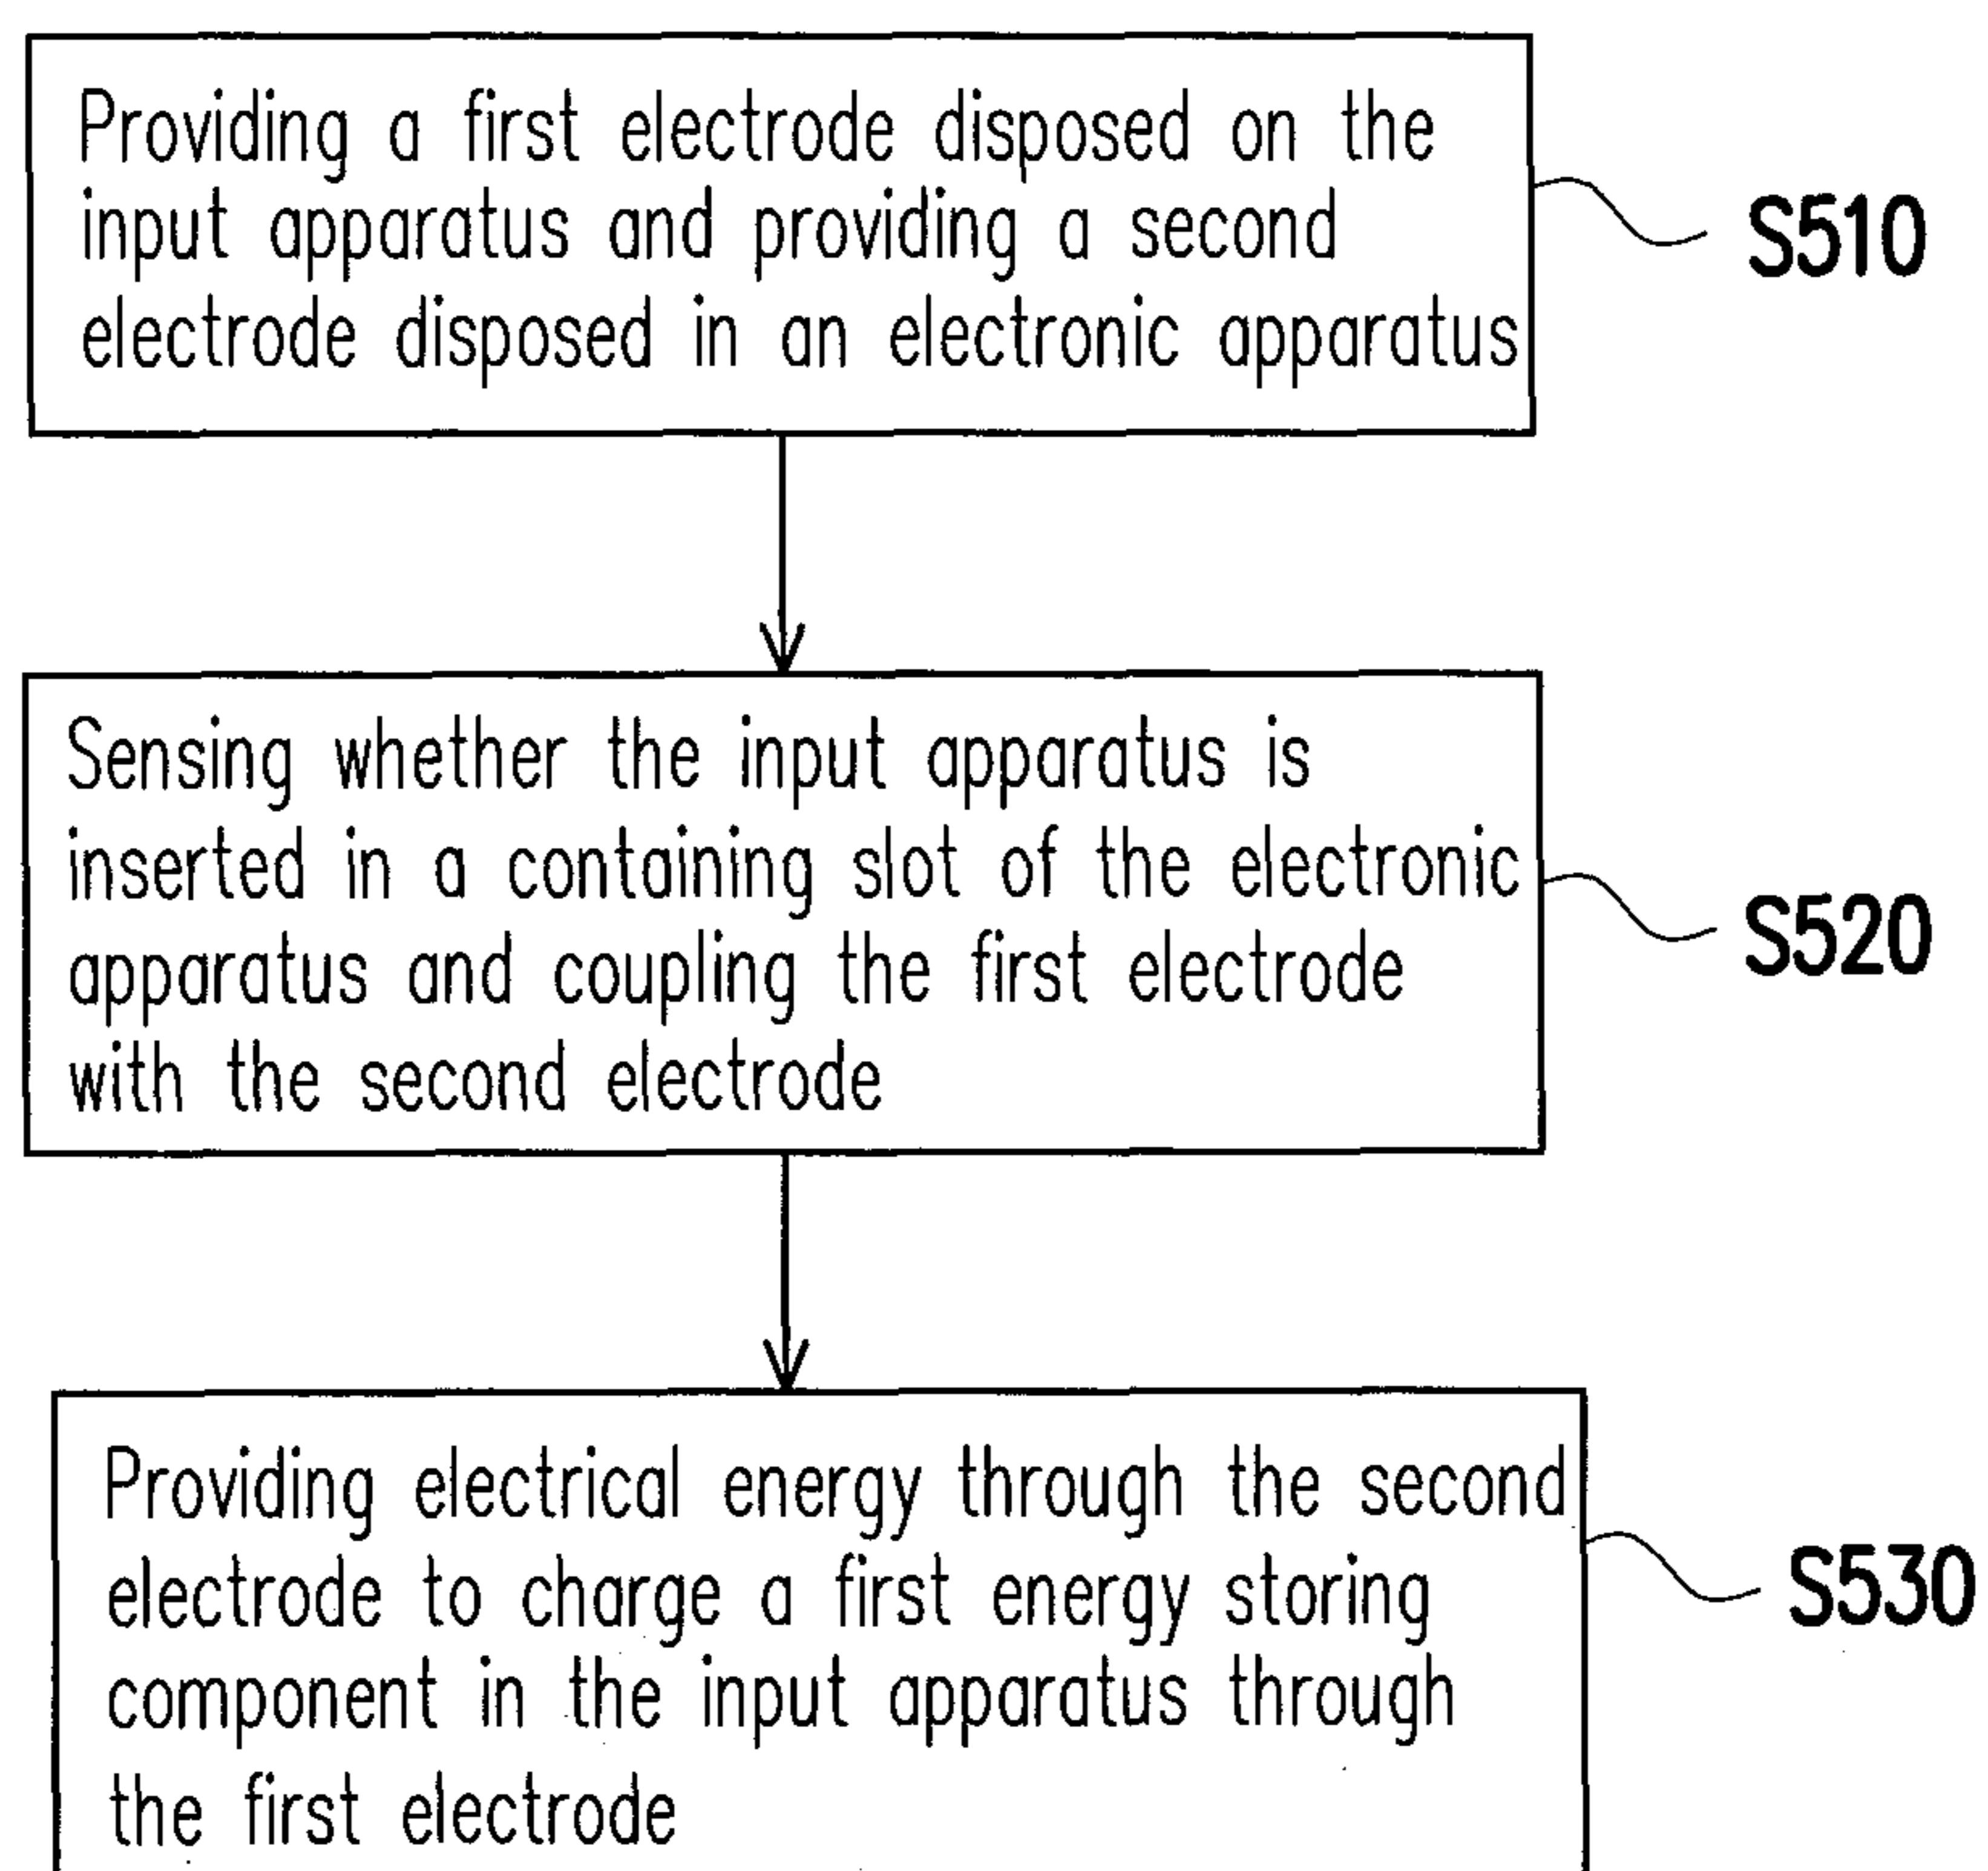 Providing a first electrode disposed on the
input apparatus and providing a second
electrode disposed in an electronic apparatus
S510
Sensing whether the input apparatus is
inserted in a containing slot of the electronic
apparatus and coupling the first electrode
with the second electrode
S520
Providing electrical energy through the second
electrode to charge a first energy storing
component in the input apparatus through
the first electrode
S530